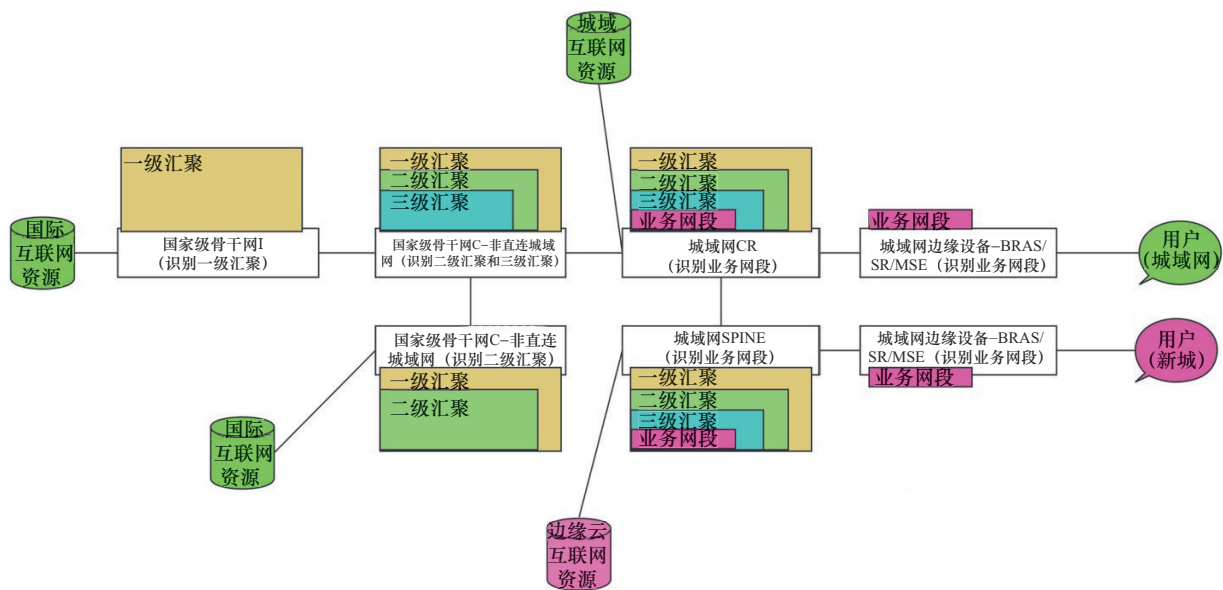 城域
互联网
资源
一级汇聚
一级汇聚
二级汇聚
三级汇聚
一级汇聚
二级汇聚
三级汇聚
业务网段
业务网段
国际
互联网
资源
国家级骨干网I
（识别一级汇聚）
国家级骨干网C–非直连城域
网（识别二级汇聚和三级汇聚）
城域网CR
（识别业务网段）
城域网边缘设备–BRAS/
SR/MSE（识别业务网段）
用户
（城域网）
国家级骨干网C–非直连
城域网（识别二级汇聚）
城域网SPINE
（识别业务网段）
城域网边缘设备–BRAS/
SR/MSE（识别业务网段）
用户
（新城）
一级汇聚
二级汇聚
一级汇聚
二级汇聚
三级汇聚
业务网段
业务网段
国际
互联网
资源
边缘云
互联网
资源